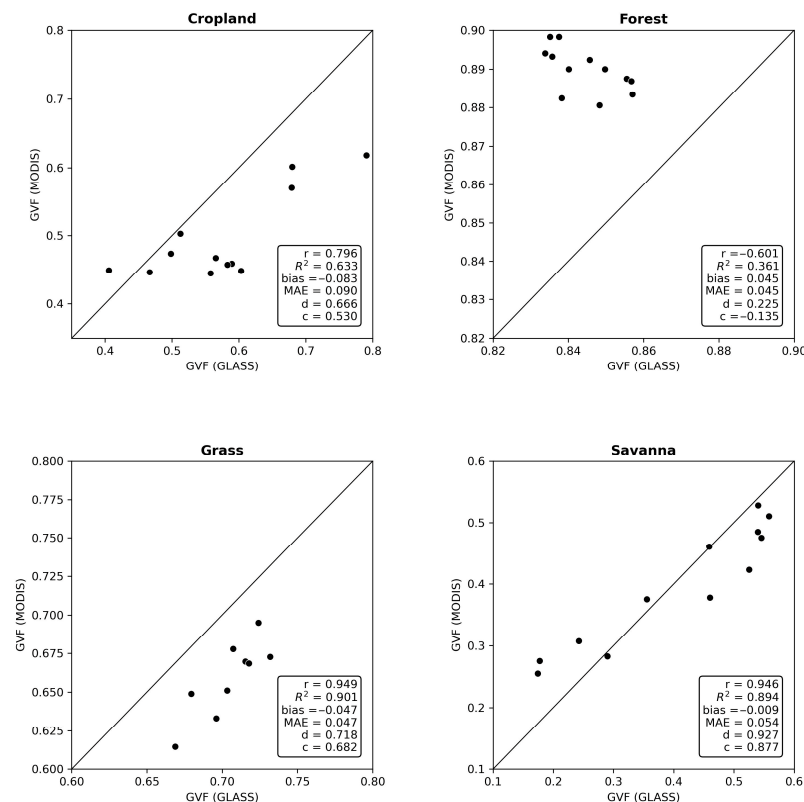 Cropland
0.8
0.7
0.6
0.5
0.4
GVF (MODIS)
r = 0.796
R² = 0.633
bias =−0.083
MAE = 0.090
d = 0.666
c = 0.530
0.4 0.5 0.6 0.7 0.8
GVF (GLASS)
Forest
0.90
0.89
0.88
0.87
0.86
0.85
0.84
0.83
0.82
GVF (MODIS)
r =−0.601
R² = 0.361
bias = 0.045
MAE = 0.045
d = 0.225
c =−0.135
0.82 0.84 0.86 0.88 0.90
GVF (GLASS)
Grass
0.800
0.775
0.750
0.725
0.700
0.675
0.650
0.625
0.600
GVF (MODIS)
r = 0.949
R² = 0.901
bias =−0.047
MAE = 0.047
d = 0.718
c = 0.682
0.60 0.65 0.70 0.75 0.80
GVF (GLASS)
Savanna
0.6
0.5
0.4
0.3
0.2
0.1
GVF (MODIS)
r = 0.946
R² = 0.894
bias =−0.009
MAE = 0.054
d = 0.927
c = 0.877
0.1 0.2 0.3 0.4 0.5 0.6
GVF (GLASS)